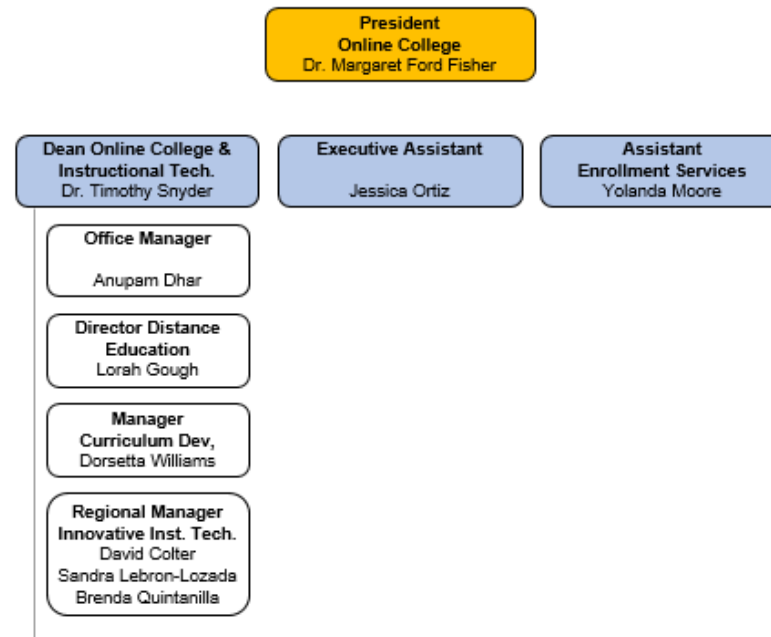 President
Online College
Dr. Margaret Ford Fisher
Dean Online College &
Instructional Tech.
Dr. Timothy Snyder
Executive Assistant
Jessica Ortiz
Assistant
Enrollment Services
Yolanda Moore
Office Manager
Anupam Dhar
Director Distance
Education
Lorah Gough
Manager
Curriculum Dev,
Dorsetta Williams
Regional Manager
Innovative Inst. Tech.
David Colter
Sandra Lebron-Lozada
Brenda Quintanilla